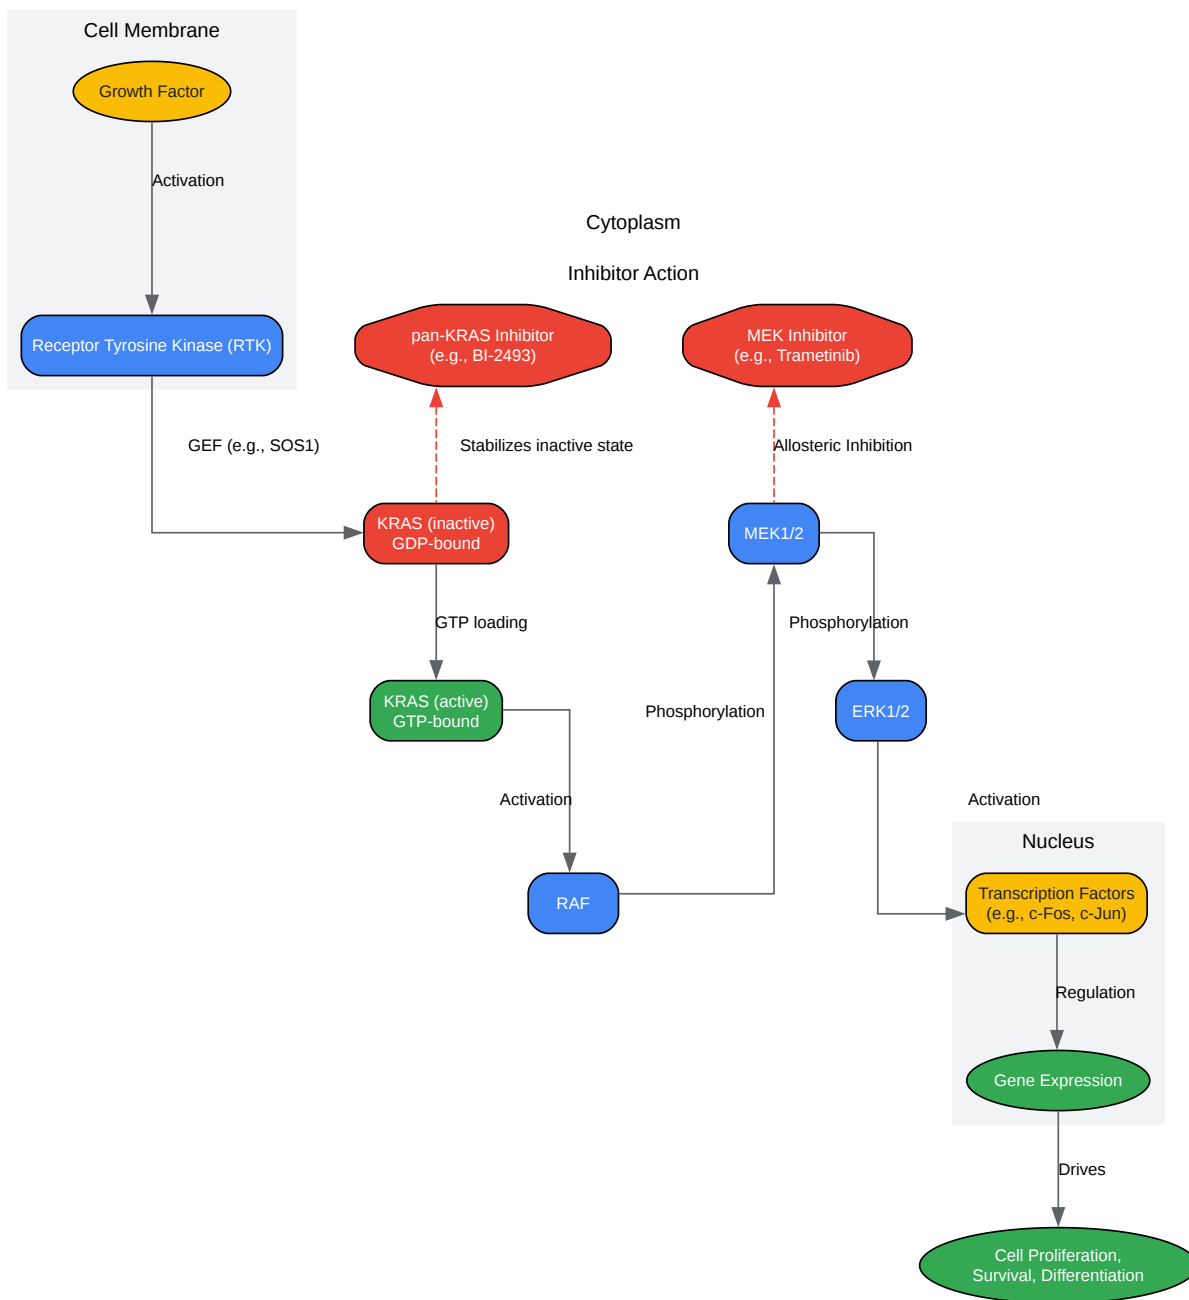 Cell Membrane
Growth Factor
Activation
Cytoplasm
Inhibitor Action
Receptor Tyrosine Kinase (RTK)
pan-KRAS Inhibitor
(e.g., BI-2493)
MEK Inhibitor
(e.g., Trametinib)
GEF (e.g., SOS1)
Stabilizes inactive state
Allosteric Inhibition
KRAS (inactive)
GDP-bound
MEK1/2
GTP loading
Phosphorylation
KRAS (active)
GTP-bound
Phosphorylation
ERK1/2
Activation
Activation
Nucleus
RAF
Transcription Factors
(e.g., c-Fos, c-Jun)
Regulation
Gene Expression
Drives
Cell Proliferation,
Survival, Differentiation